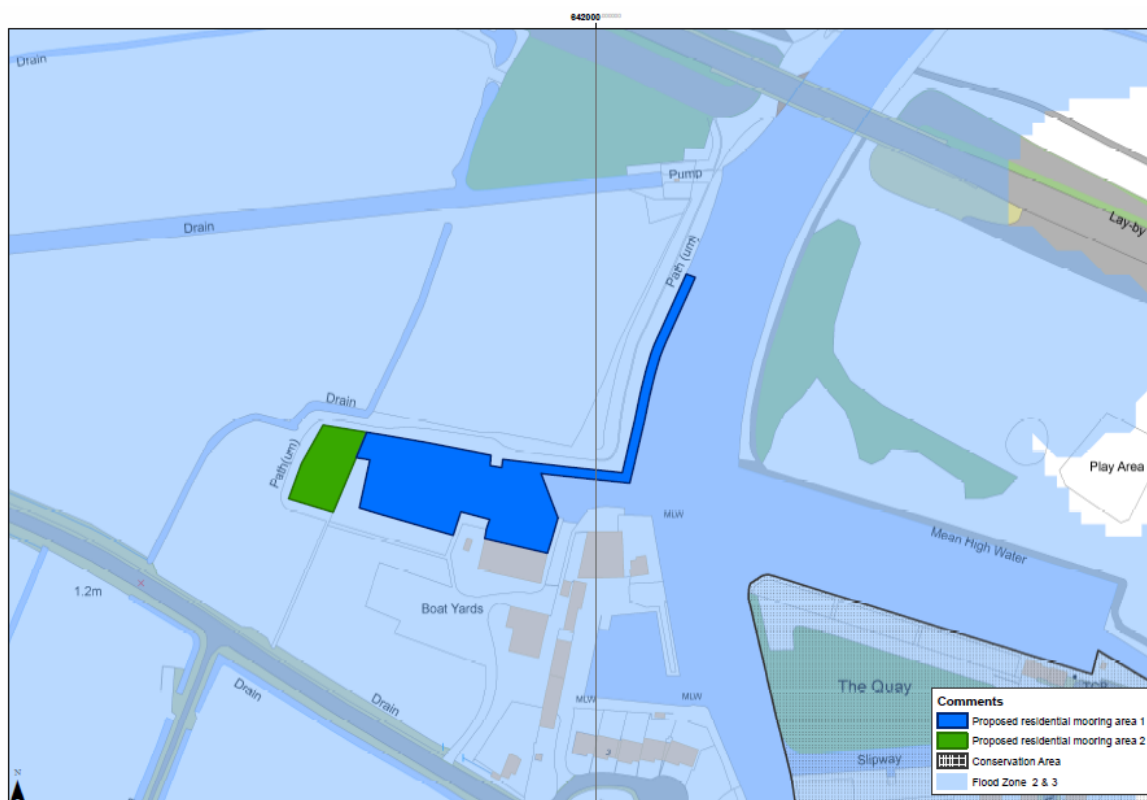 642000
Drain
Pump
Drain
Lay-by
Path (um)
Drain
Path(um)
Play Area
MLW
Mean High Water
1.2m
Boat Yards
The Quay
TCB
Drain
Drain
MLW
MLW
Slipway
Comments
Proposed residential mooring area 1
Proposed residential mooring area 2
Conservation Area
Flood Zone 2 & 3
N